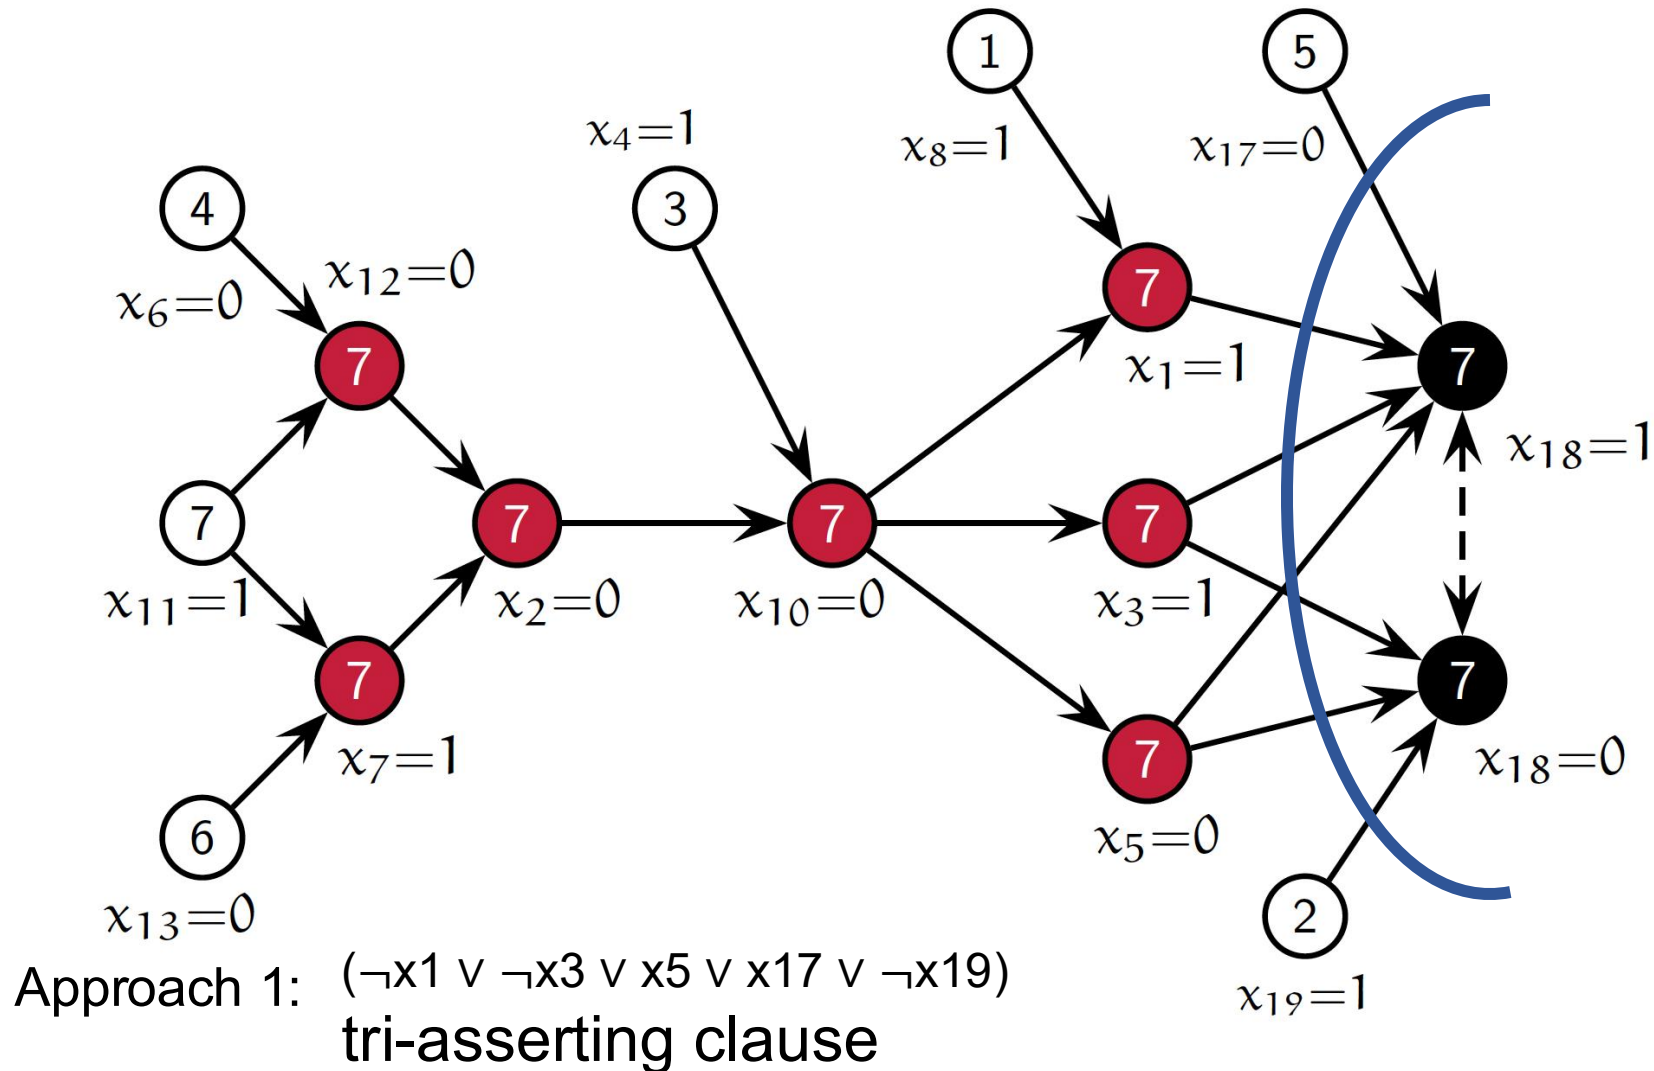 1
5
x4=1
x8=1
x17=0
4
3
x12=0
x6=0
7
7
7
x1=1
x18=1
7
7
7
7
x11=1
x2=0
x10=0
x3=1
7
7
x7=1
7
x18=0
x5=0
6
x13=0
2
Approach 1: (¬x1 ∨ ¬x3 ∨ x5 ∨ x17 ∨ ¬x19)
x19=1
tri-asserting clause